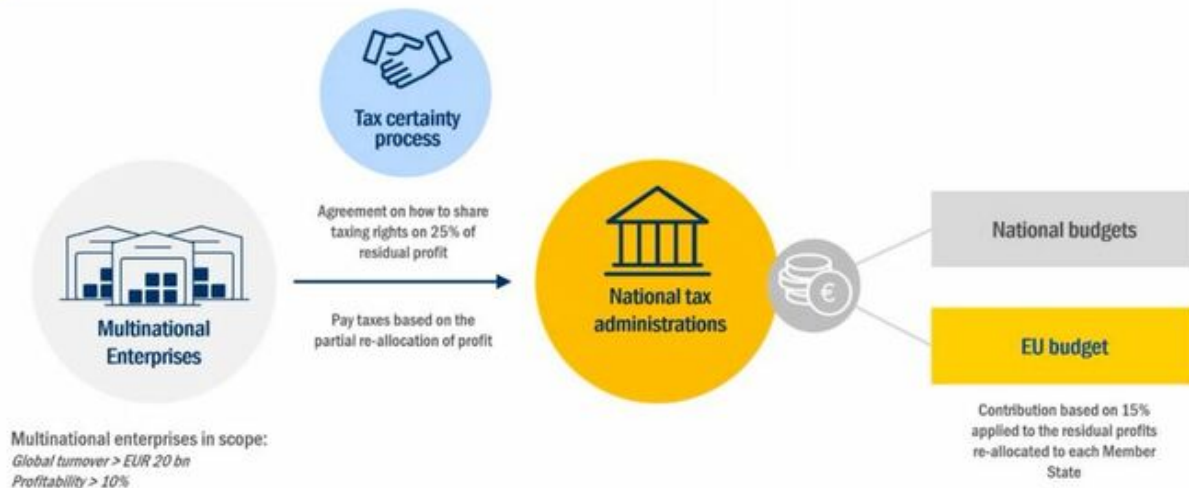 Tax certainty
process
Agreement on how to share
taxing rights on 25% of
residual profit
Pay taxes based on the
partial re-allocation of profit
Multinational
Enterprises
Multinational enterprises in scope:
Global turnover > EUR 20 bn
Profitability > 10%
National tax
administrations
€
National budgets
EU budget
Contribution based on 15%
applied to the residual profits
re-allocated to each Member
State